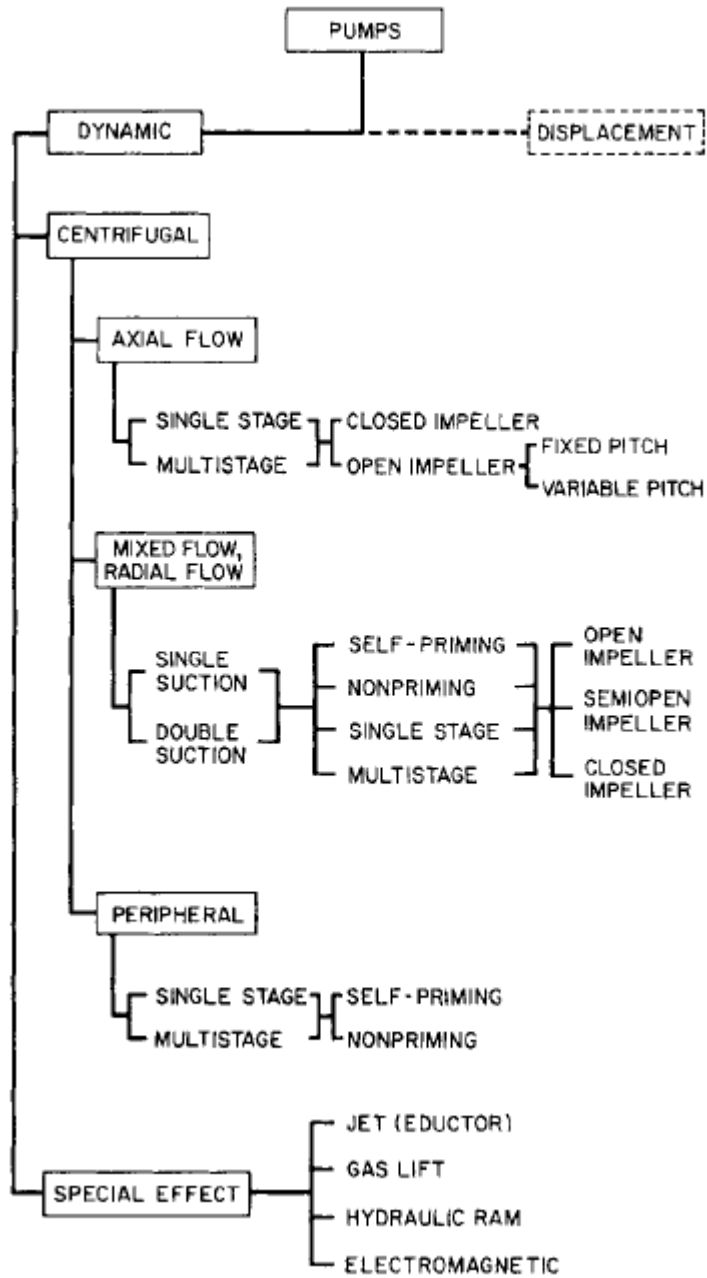 PUMPS
DYNAMIC
DISPLACEMENT
CENTRIFUGAL
AXIAL FLOW
SINGLE STAGE
CLOSED IMPELLER
MULTISTAGE
OPEN IMPELLER
FIXED PITCH
VARIABLE PITCH
MIXED FLOW,
RADIAL FLOW
SINGLE
SUCTION
DOUBLE
SUCTION
SELF-PRIMING
NONPRIMING
SINGLE STAGE
MULTISTAGE
OPEN
IMPELLER
SEMIOPEN
IMPELLER
CLOSED
IMPELLER
PERIPHERAL
SINGLE STAGE
MULTISTAGE
SELF-PRIMING
NONPRIMING
SPECIAL EFFECT
JET (EDUCTOR)
GAS LIFT
HYDRAULIC RAM
ELECTROMAGNETIC